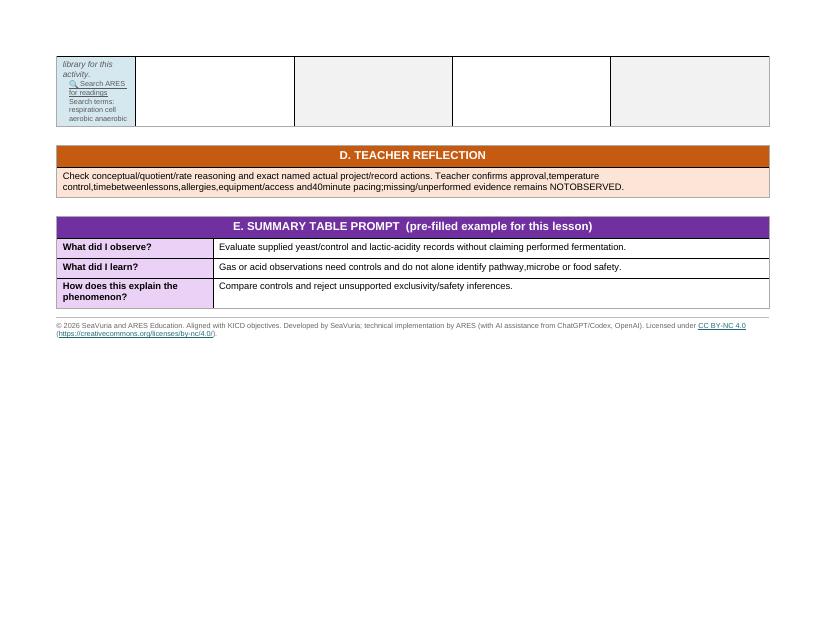 library for this
activity.
🔍 Search ARES
for readings
Search terms:
respiration cell
aerobic anaerobic
D. TEACHER REFLECTION
Check conceptual/quotient/rate reasoning and exact named actual project/record actions. Teacher confirms approval,temperature
control,timebetweenlessons,allergies,equipment/access and40minute pacing;missing/unperformed evidence remains NOTOBSERVED.
E. SUMMARY TABLE PROMPT  (pre-filled example for this lesson)
What did I observe?
Evaluate supplied yeast/control and lactic-acidity records without claiming performed fermentation.
What did I learn?
Gas or acid observations need controls and do not alone identify pathway,microbe or food safety.
How does this explain the
phenomenon?
Compare controls and reject unsupported exclusivity/safety inferences.
© 2026 SeaVuria and ARES Education. Aligned with KICD objectives. Developed by SeaVuria; technical implementation by ARES (with AI assistance from ChatGPT/Codex, OpenAI). Licensed under CC BY-NC 4.0
(https://creativecommons.org/licenses/by-nc/4.0/).